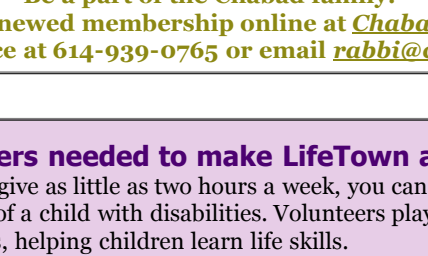 Be a part of the Chabad family!
newed membership online at Chaba
ce at 614-939-0765 or email rabbi@c
ers needed to make LifeTown a
give as little as two hours a week, you can
of a child with disabilities. Volunteers play
s, helping children learn life skills.